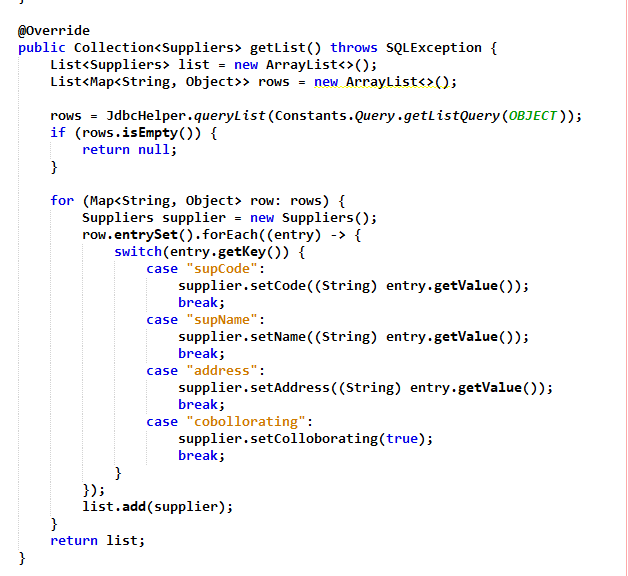 }
@Override
public Collection<Suppliers> getList() throws SQLException {
List<Suppliers> list = new ArrayList<>();
List<Map<String, Object>> rows = new ArrayList<>();
rows = JdbcHelper.queryList(Constants.Query.getListQuery(OBJECT));
if (rows.isEmpty()) {
return null;
}
for (Map<String, Object> row: rows) {
Suppliers supplier = new Suppliers();
row.entrySet().forEach((entry) -> {
switch(entry.getKey()) {
case "supCode":
supplier.setCode((String) entry.getValue());
break;
case "supName":
supplier.setName((String) entry.getValue());
break;
case "address":
supplier.setAddress((String) entry.getValue());
break;
case "cobollorating":
supplier.setColloborating(true);
break;
}
});
list.add(supplier);
}
return list;
}